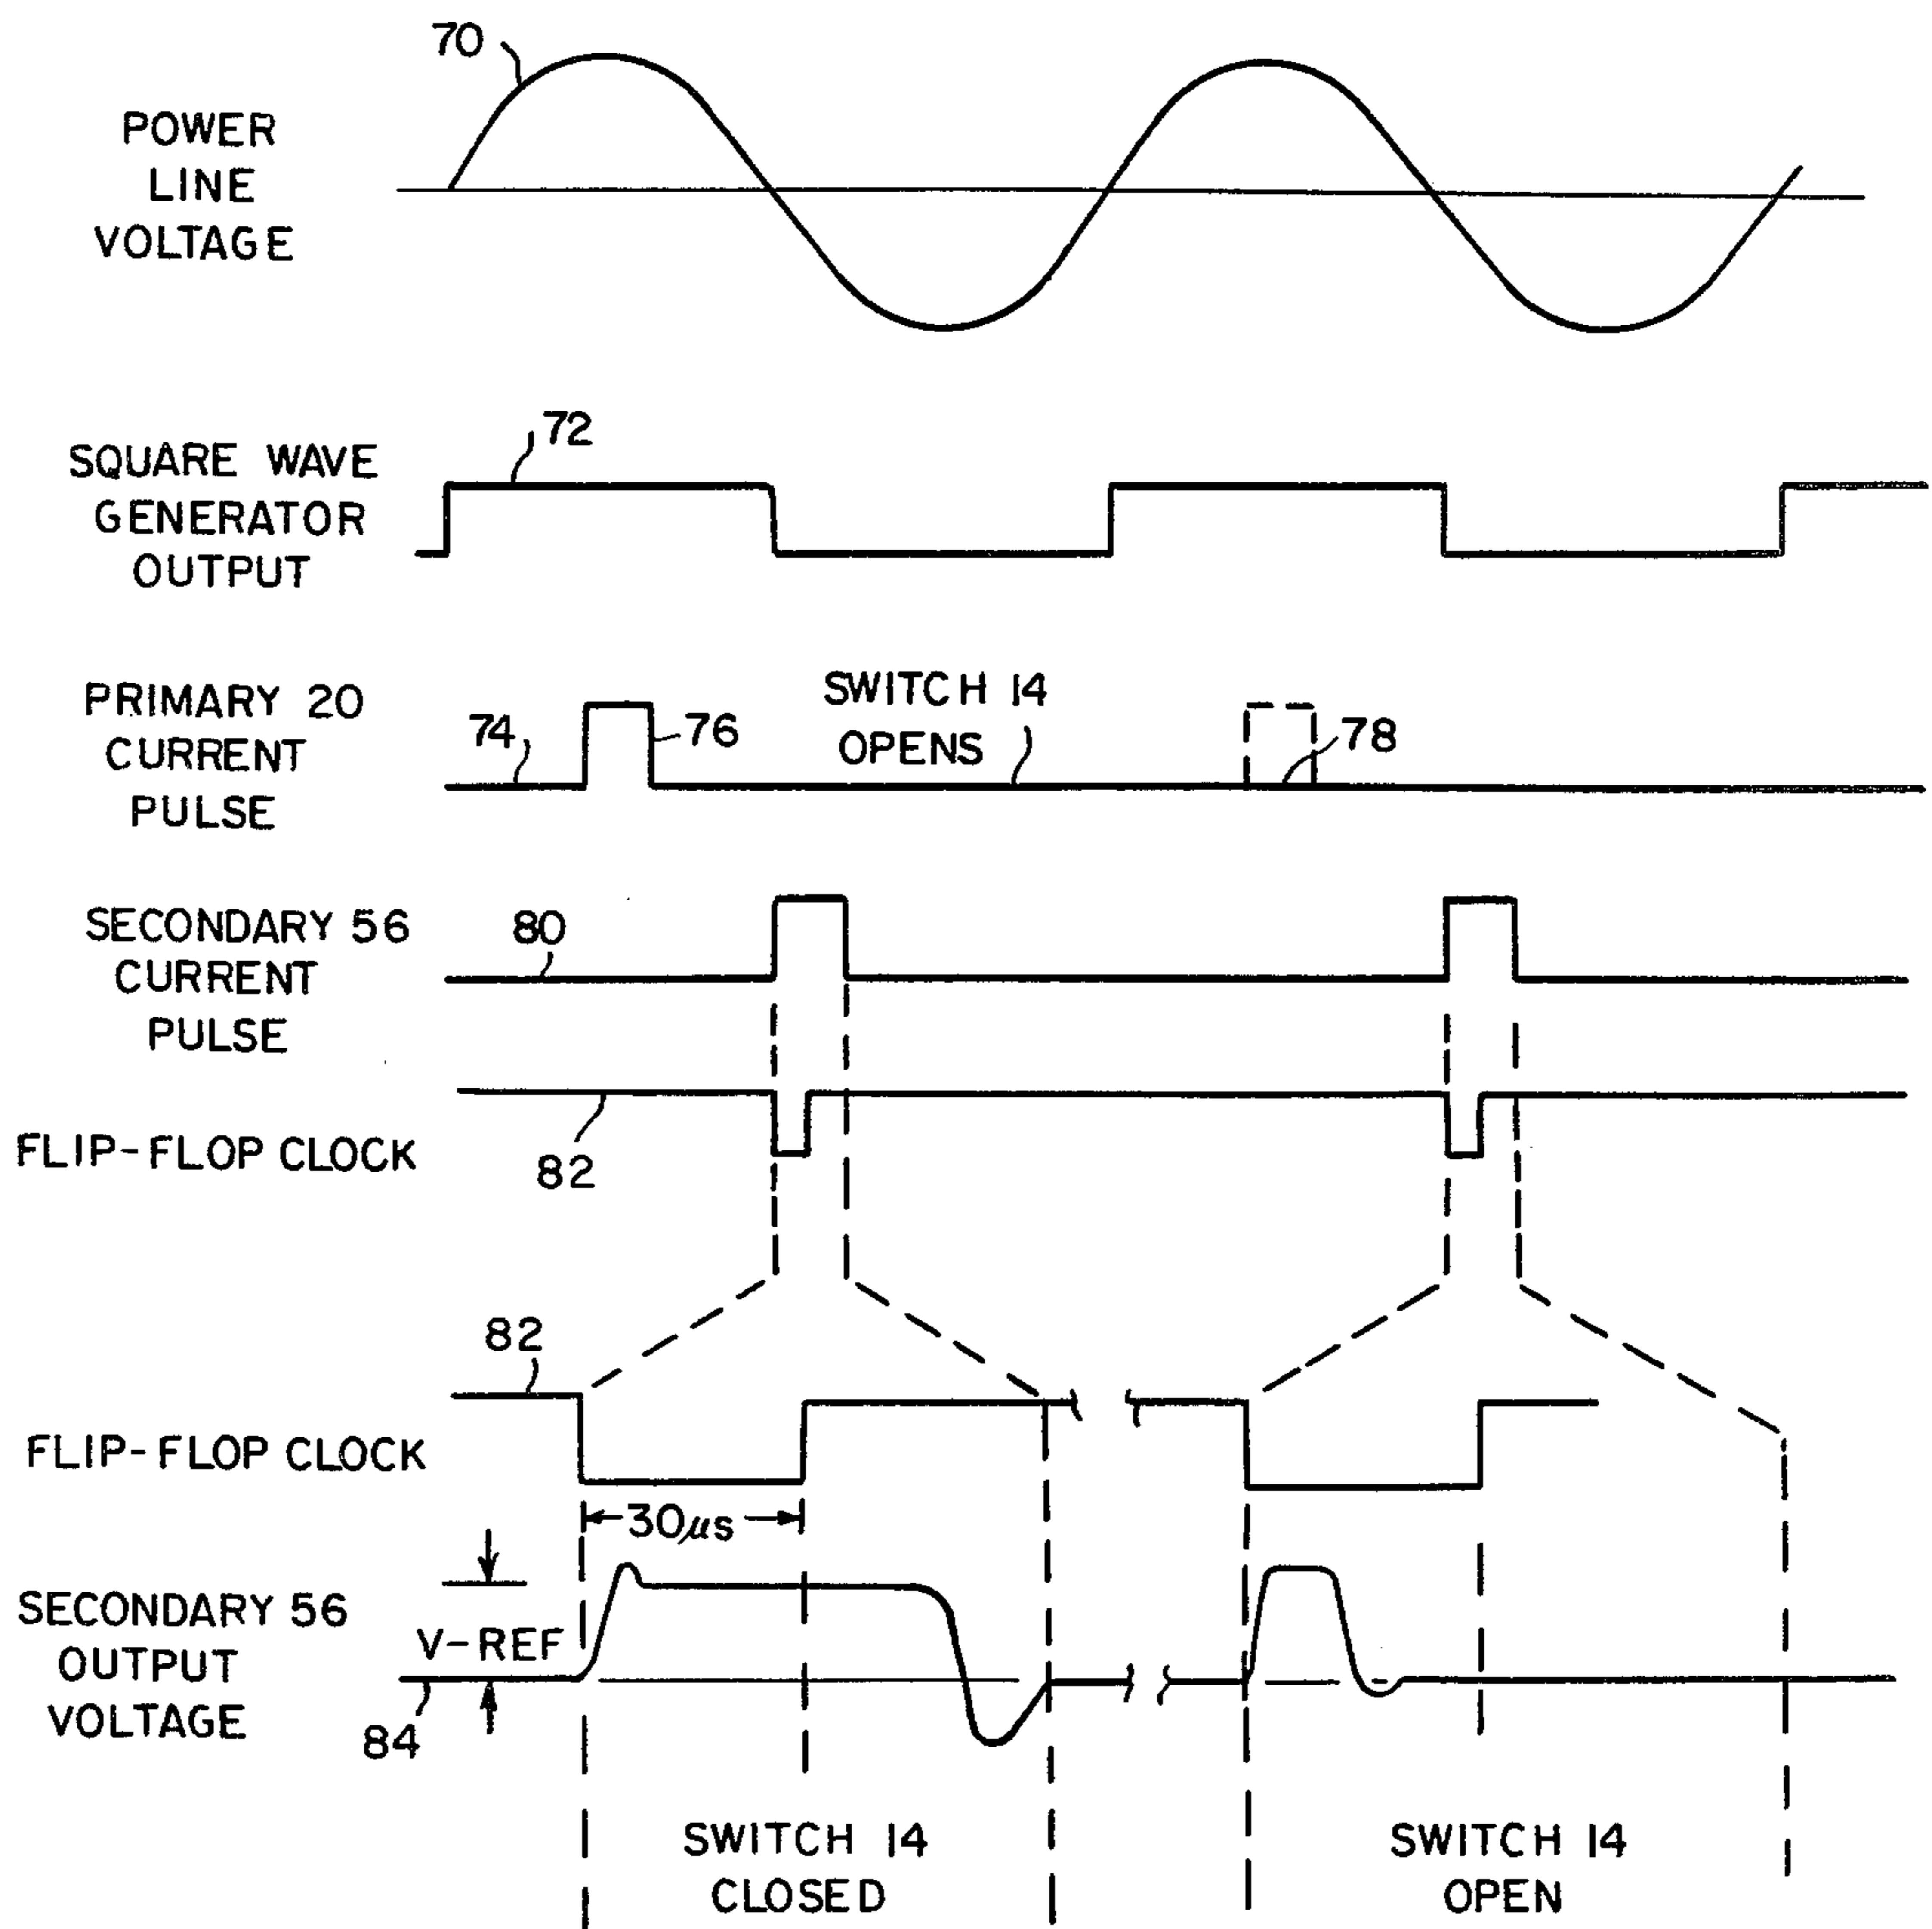 70
POWER
LINE
VOLTAGE
72
SQUARE WAVE
GENERATOR
OUTPUT
PRIMARY 20
CURRENT
PULSE
74
76
SWITCH 14
OPENS
78
SECONDARY 56
CURRENT
PULSE
80
FLIP-FLOP CLOCK
82
82
FLIP-FLOP CLOCK
30μs
SECONDARY 56
OUTPUT
VOLTAGE
V-REF
84
SWITCH 14
CLOSED
SWITCH 14
OPEN